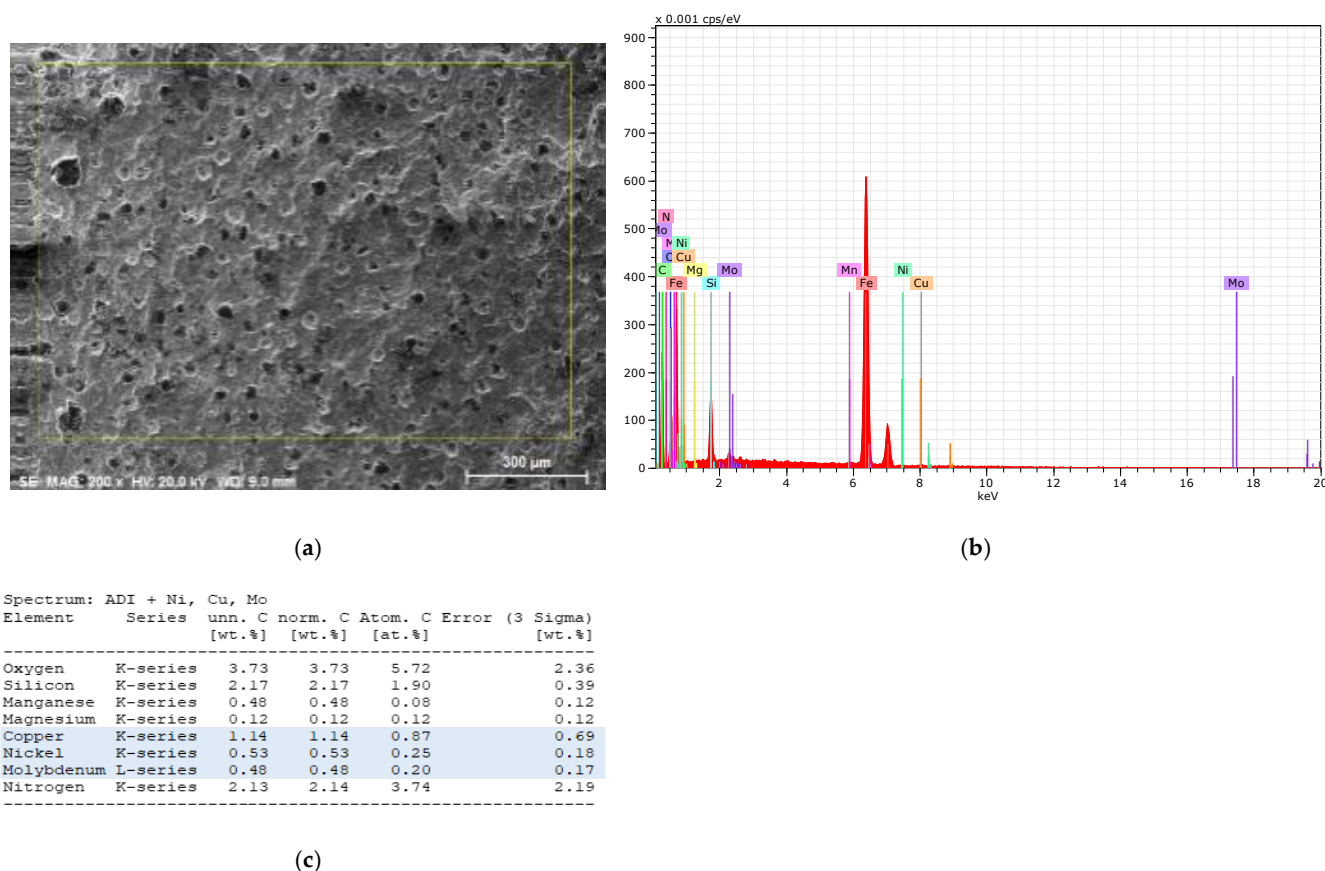 300 µm
SE MAG: 200 x HV: 20.0 kV WD: 9.0 mm
(a)
x 0.001 cps/eV
900
800
700
600
500
400
300
200
100
0
N
Mo
Ni
Cu
C Mg Mo Mn Ni
Fe Si Fe Cu Mo
2 4 6 8 10 12 14 16 18 20
keV
(b)
Spectrum: ADI + Ni, Cu, Mo
Element Series unn. C norm. C Atom. C Error (3 Sigma)
[wt.%] [wt.%] [at.%] [wt.%]
Oxygen K-series 3.73 3.73 5.72 2.36
Silicon K-series 2.17 2.17 1.90 0.39
Manganese K-series 0.48 0.48 0.08 0.12
Magnesium K-series 0.12 0.12 0.12 0.12
Copper K-series 1.14 1.14 0.87 0.69
Nickel K-series 0.53 0.53 0.25 0.18
Molybdenum L-series 0.48 0.48 0.20 0.17
Nitrogen K-series 2.13 2.14 3.74 2.19
(c)